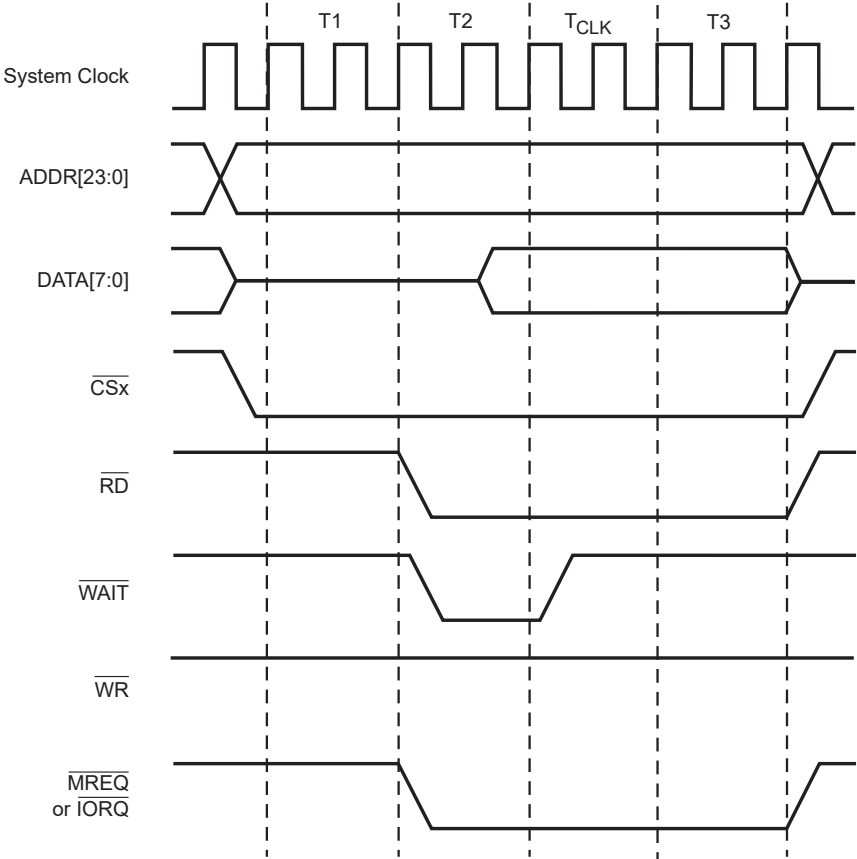 T1 T2 TCLK T3
System Clock
ADDR[23:0]
DATA[7:0]
CSx
RD
WAIT
WR
MREQ
or IORQ